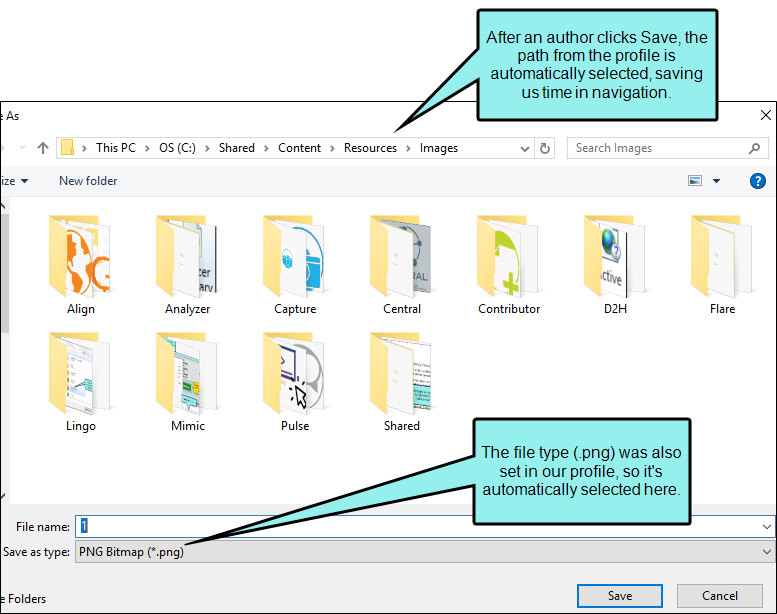 After an author clicks Save, the
path from the profile is
automatically selected, saving
us time in navigation.
e As
This PC > OS (C:) > Shared > Content > Resources > Images
Search Images
ize
New folder
?
Align
Analyzer
Capture
Central
Contributor
D2H
Flare
Lingo
Mimic
Pulse
Shared
The file type (.png) was also
set in our profile, so it's
automatically selected here.
File name: 1
Save as type: PNG Bitmap (*.png)
e Folders
Save
Cancel